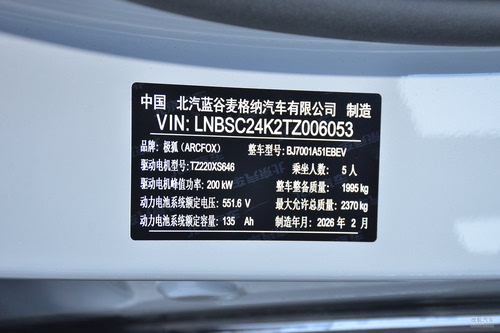 中国 北汽蓝谷麦格纳汽车有限公司 制造
VIN: LNBSC24K2TZ006053
品牌: 极狐 (ARCFOX) 整车型号: BJ7001A51EBEV
驱动电机型号: TZ220XS646 乘坐人数: 5 人
驱动电机峰值功率: 200 kW 整车整备质量: 1995 kg
动力电池系统额定电压: 551.6 V 最大允许总质量: 2370 kg
动力电池系统额定容量: 135 Ah 制造年月: 2026 年 2 月